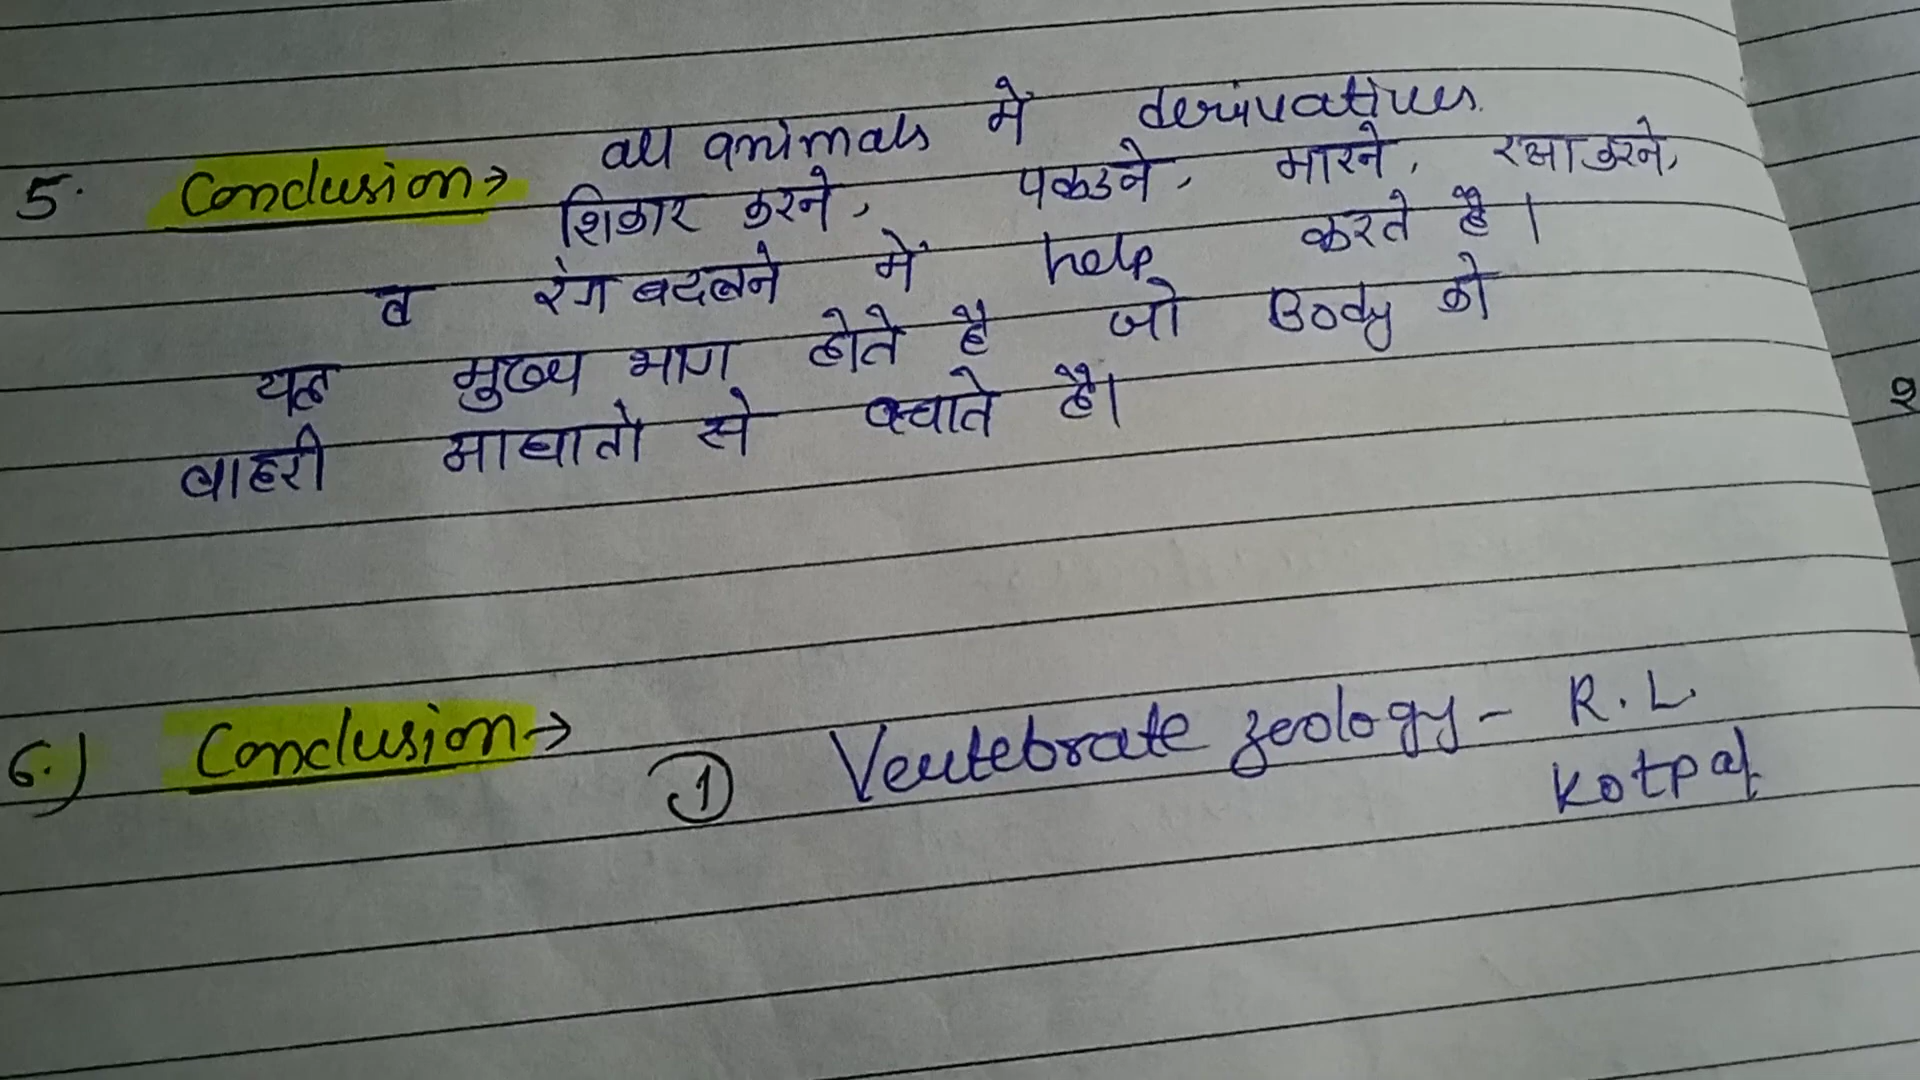 5. Conclusion→ all animals में derivatives.
शिकार करने, पकडने, मारने, रक्षा करने,
व रंग बदलने में help करते है।
यह मुख्य भाग होते है जो Body को
बाहरी आघातो से बचाते है।
6.) Conclusion→ ① Vertebrate zoology - R.L.
Kotpal